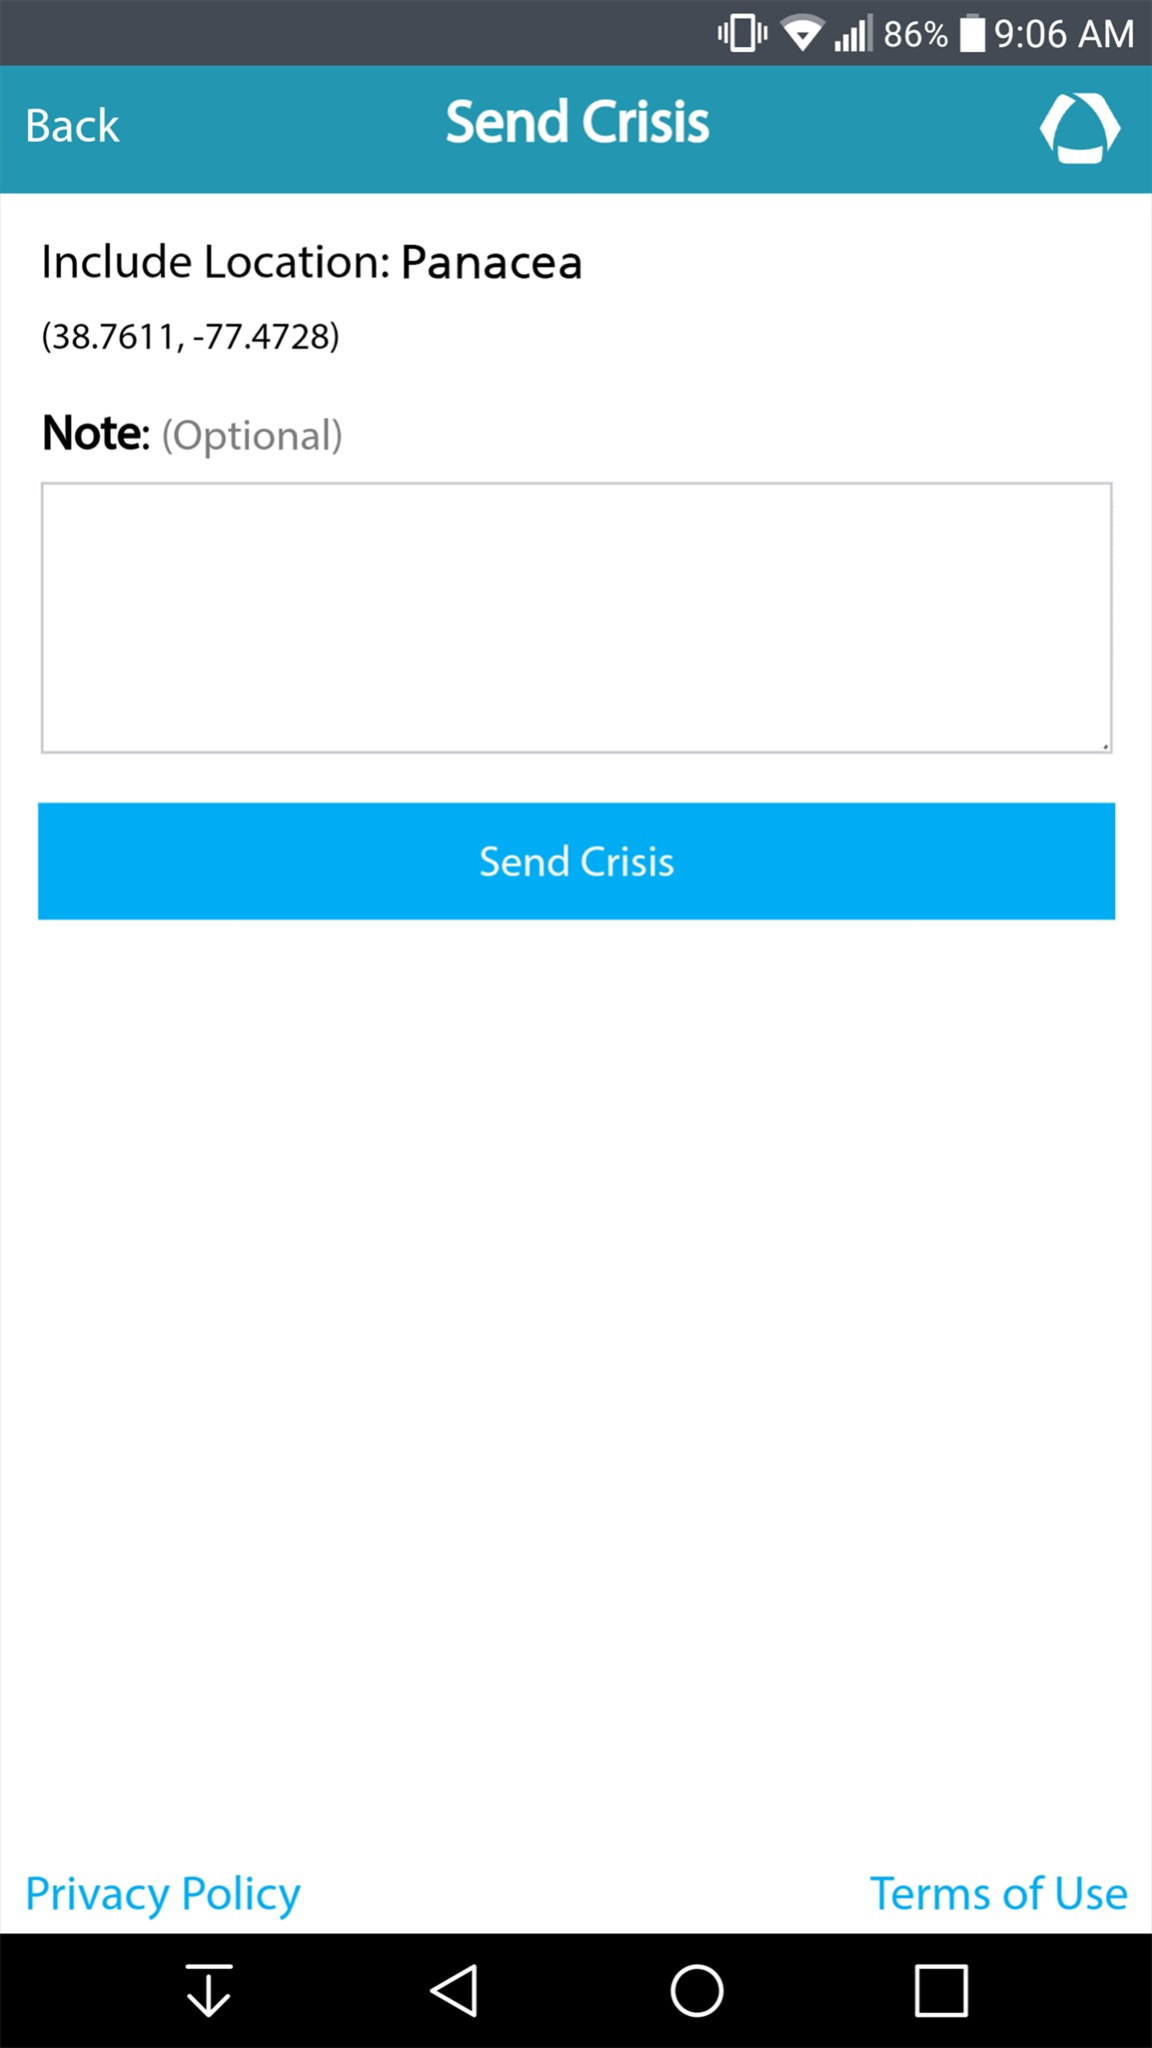 86% 9:06 AM
Back Send Crisis
Include Location: Panacea
(38.7611, -77.4728)
Note: (Optional)
Send Crisis
Privacy Policy Terms of Use